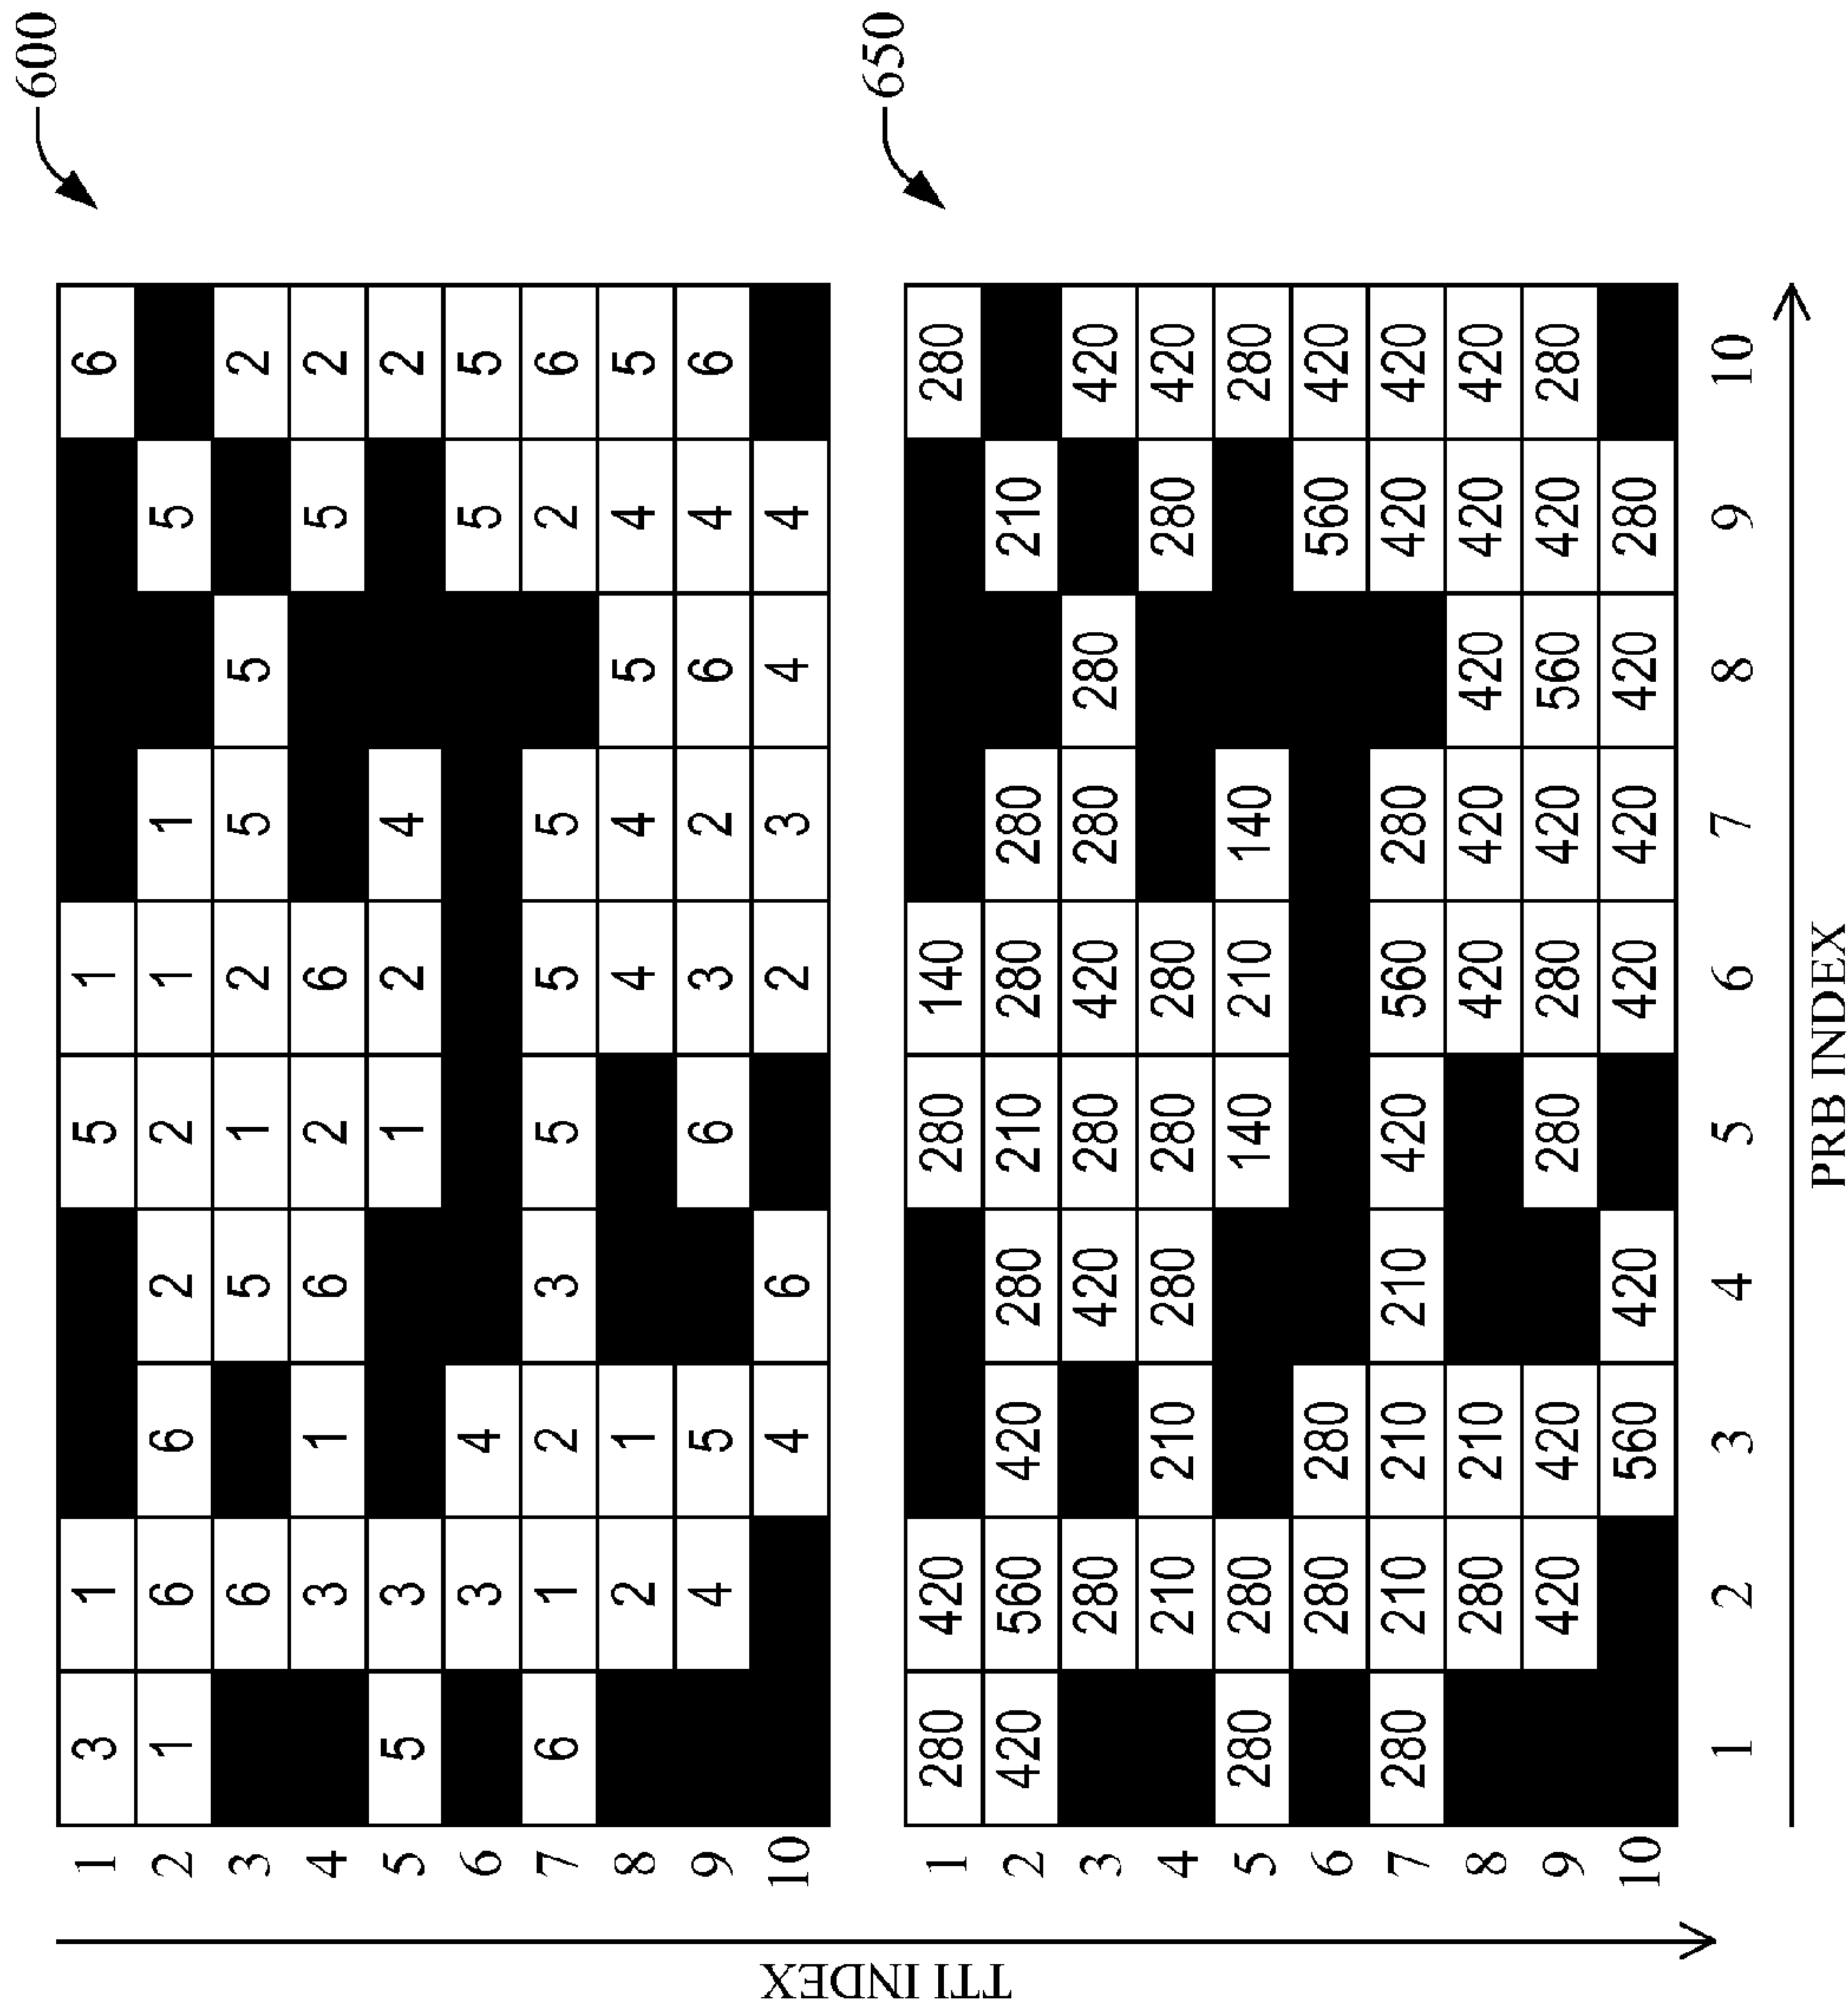 600
1 3 1 5 1 6
2 1 6 6 2 2 1 1 5
3 6 5 1 2 5 5 2
4 3 1 6 2 6 5 2
5 5 3 1 2 4 2
6 3 4 5 5
7 6 1 2 3 5 5 5 2 6
8 2 1 4 4 5 4 5
9 4 5 6 3 2 6 4 6
10 4 6 2 3 4 4
TTI INDEX
650
1 280 420 280 140 280
2 420 560 420 280 210 280 280 210
3 280 420 280 420 280 280 420
4 210 210 280 280 280 280 420
5 280 280 140 210 140 280
6 280 280 560 420
7 280 210 210 210 420 560 280 420 420
8 280 210 420 420 420 420 420
9 420 420 280 280 420 560 420 280
10 560 420 420 420 420 280
1 2 3 4 5 6 7 8 9 10
PRB INDEX